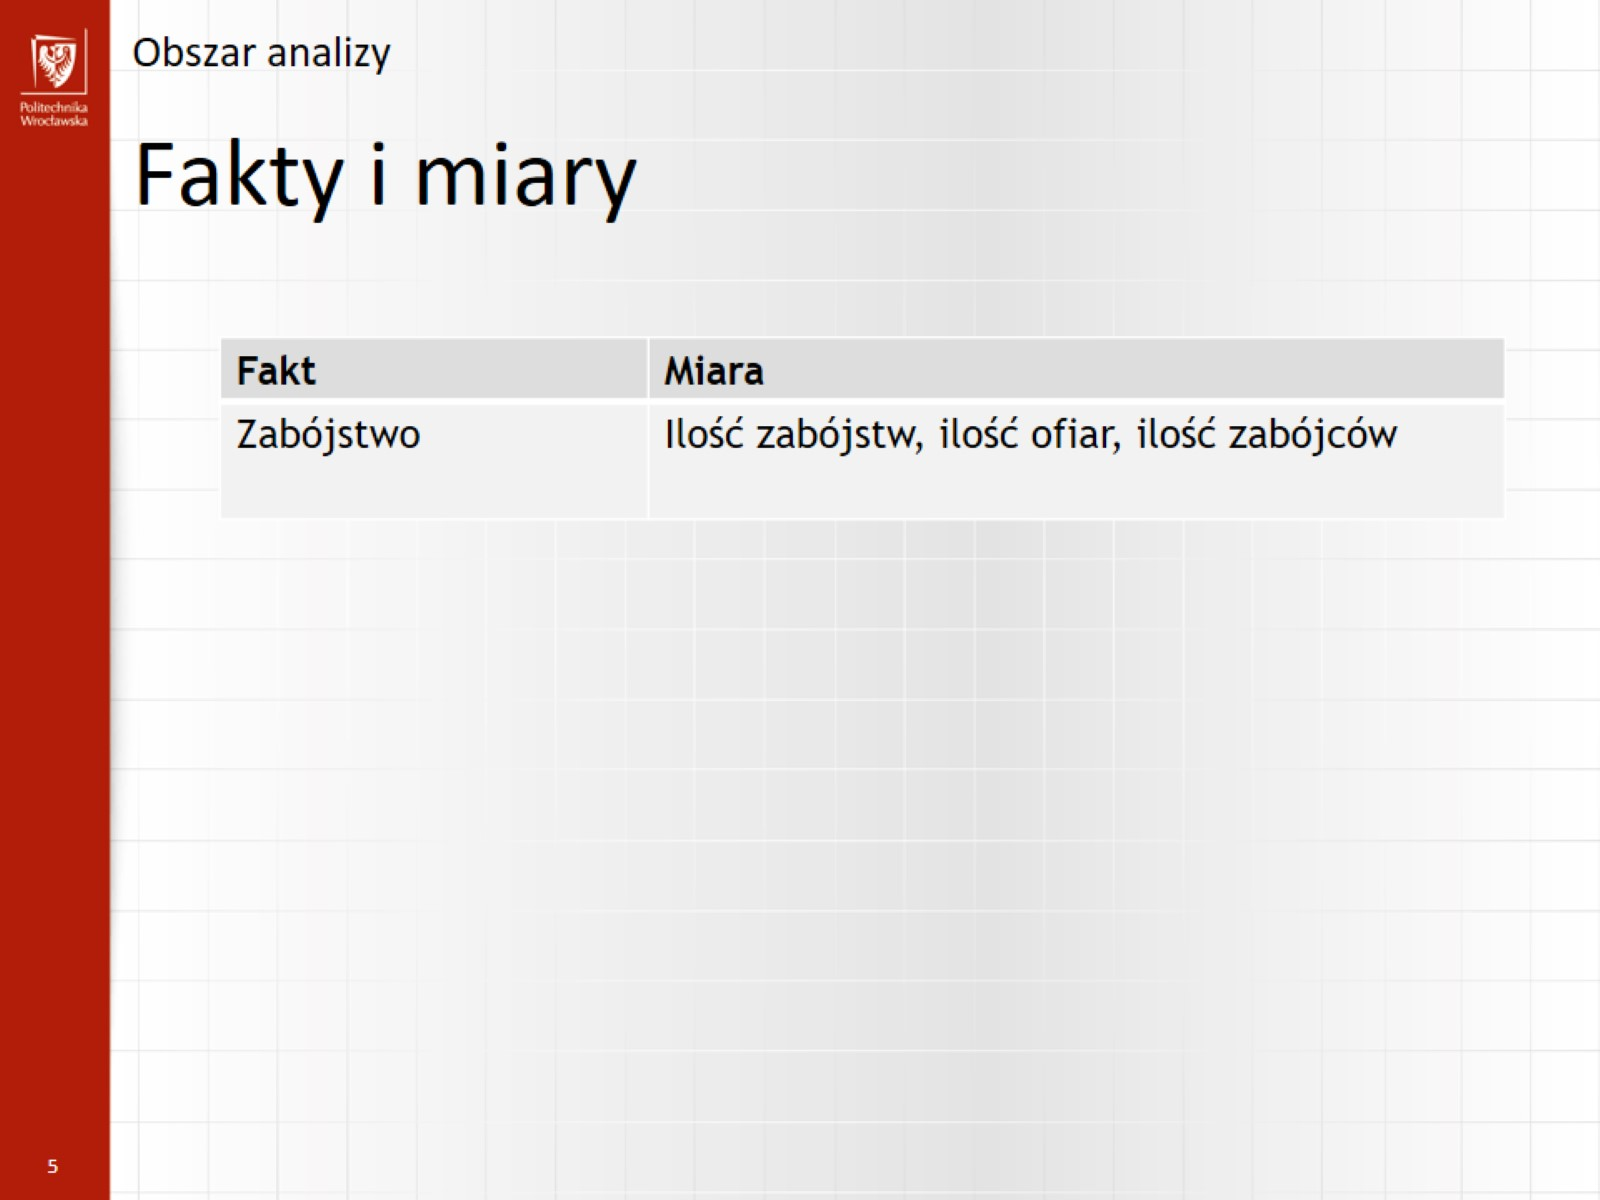 Politechnika
Wrocławska
Obszar analizy
Fakty i miary
Fakt Miara
Zabójstwo Ilość zabójstw, ilość ofiar, ilość zabójców
5